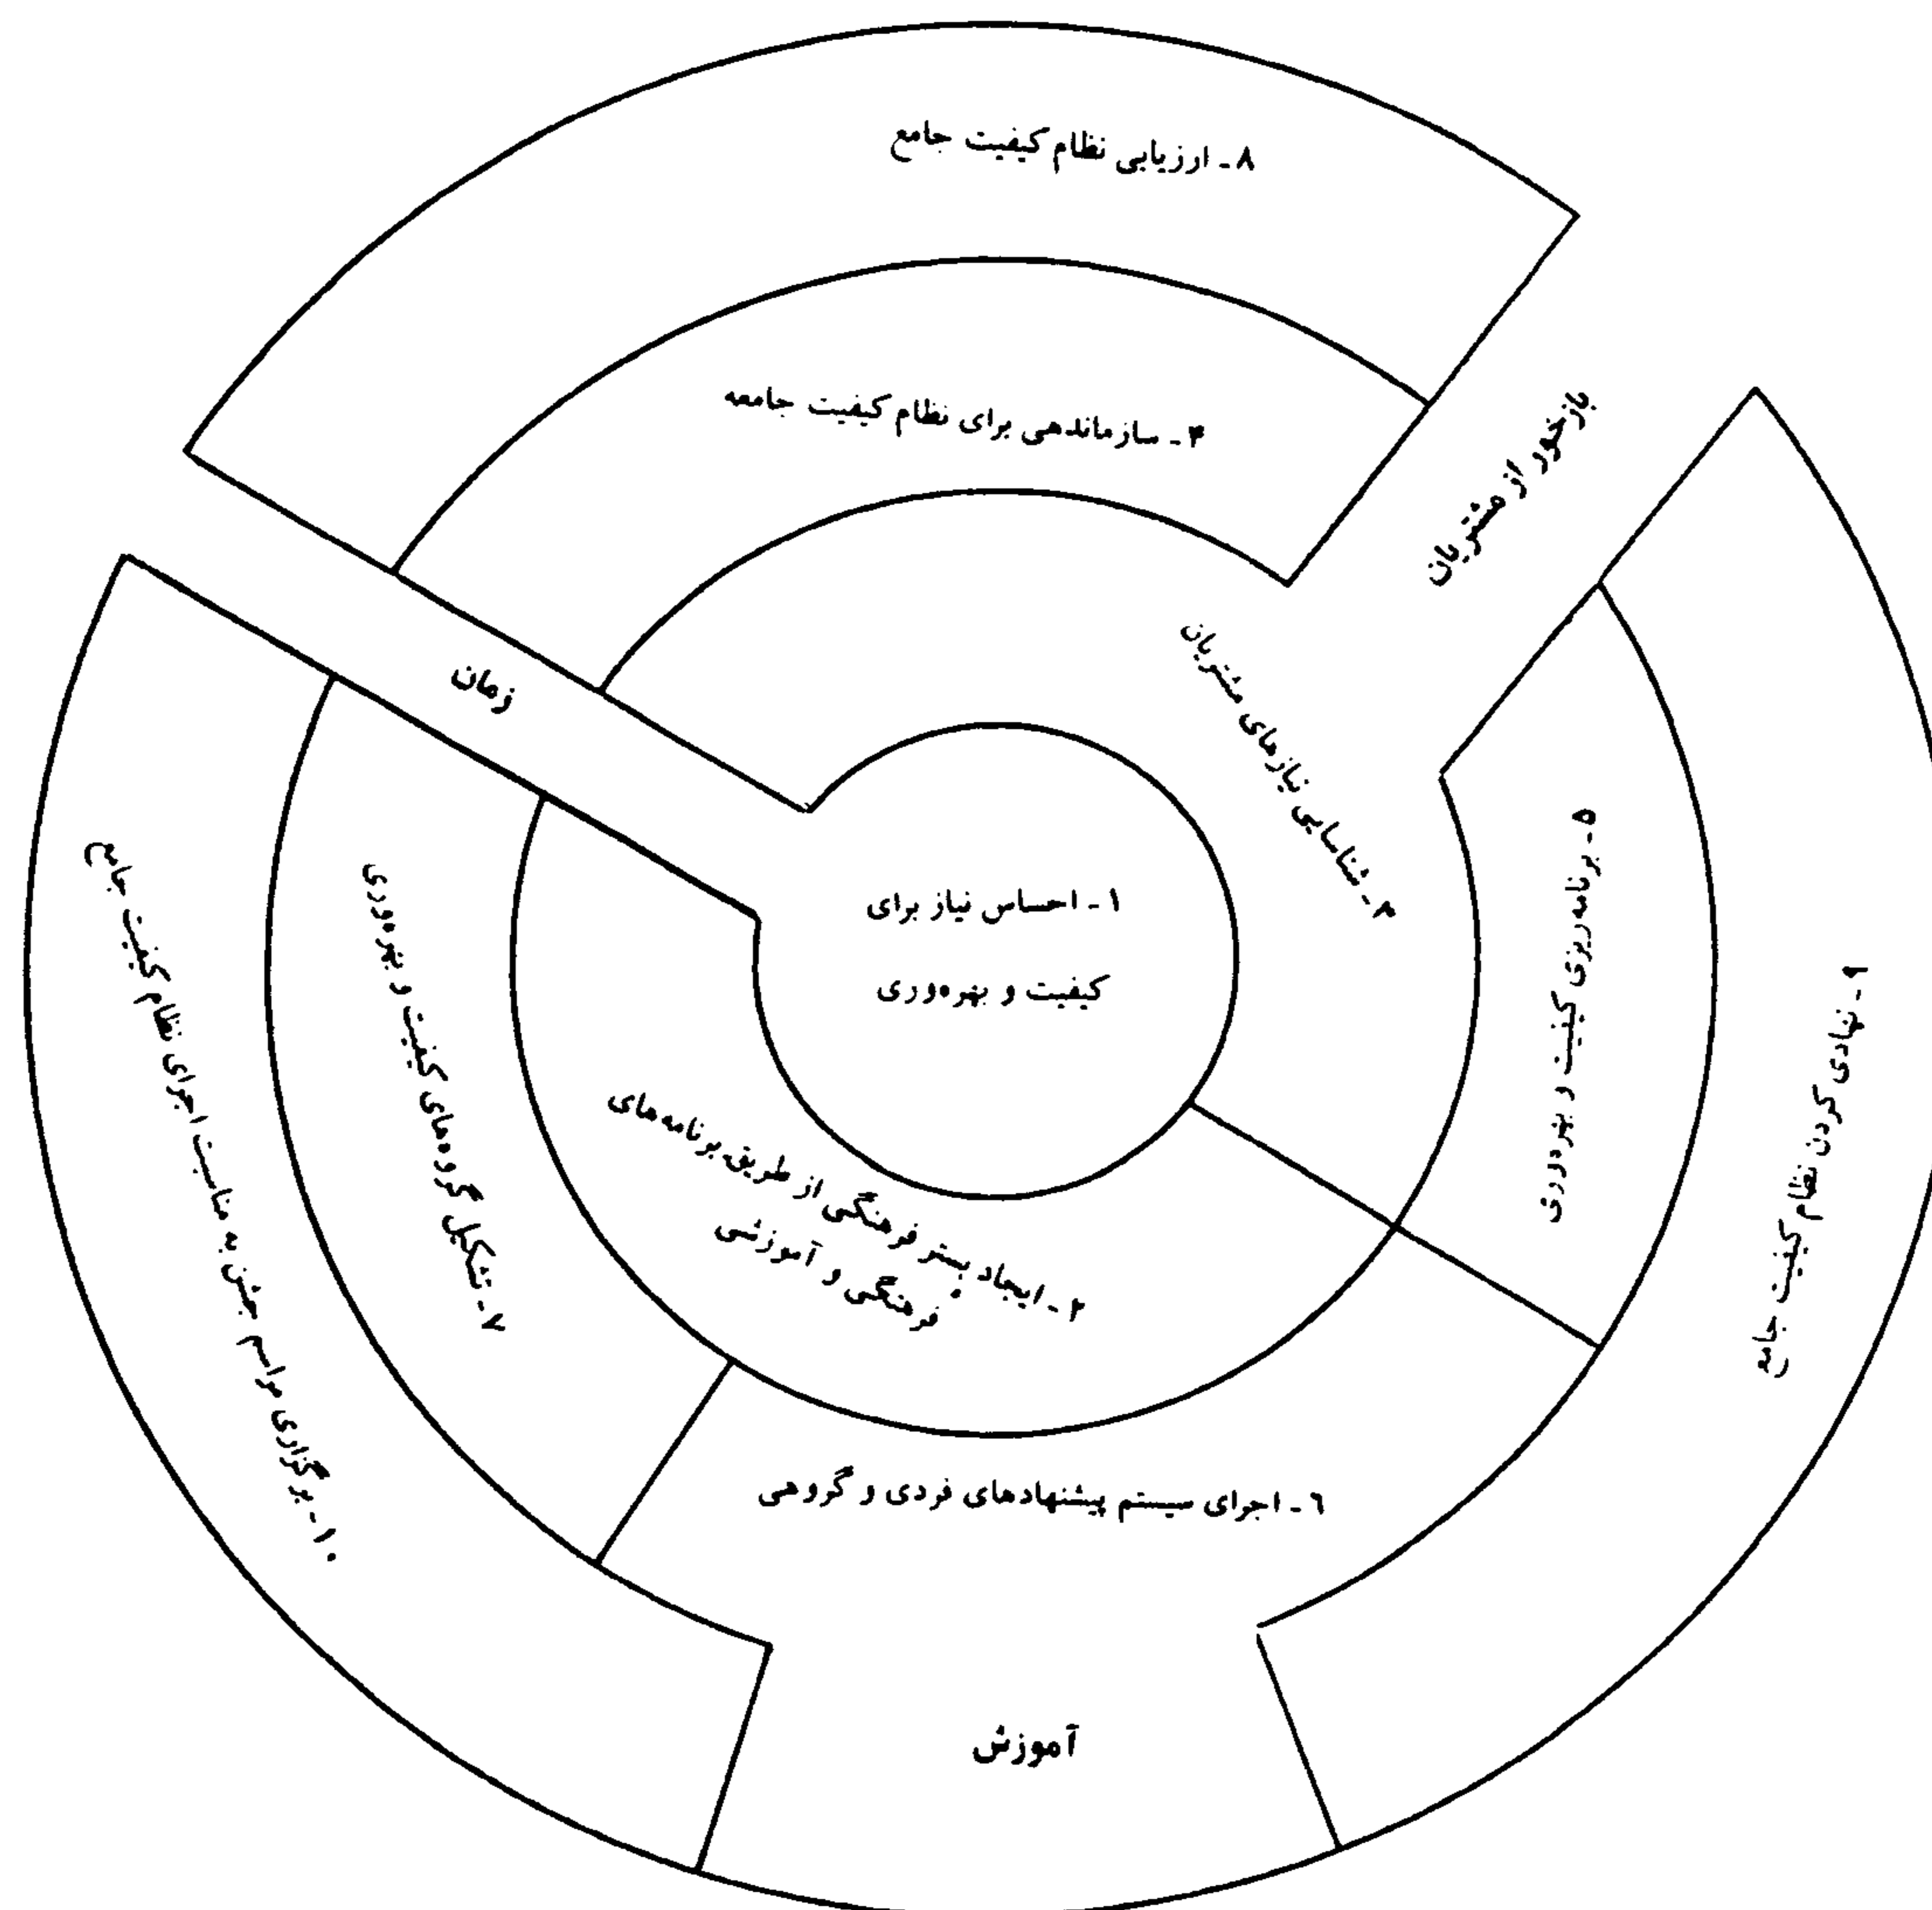 ۱- احساس نیاز برای
کیفیت و بهره‌وری
۲- ایجاد بستر فرهنگی از طریق برنامه‌های
فرهنگی و آموزشی
۳- شناسایی نیازهای مشتریان
۴- سازماندهی برای نظام کیفیت جامعه
۵- برنامه‌ریزی کیفیت و بهره‌وری
۶- اجرای سیستم پیشنهادهای فردی و گروهی
۷- تشکیل گروه‌های کیفیت و بهره‌وری
۸- ارزیابی نظام کیفیت جامع
۹- نهادی کردن نظام کیفیت جامع
۱۰- برگزاری مراسم جشن به مناسبت اجرای نظام کیفیت جامع
بازخور از مشتریان
زمان
آموزش